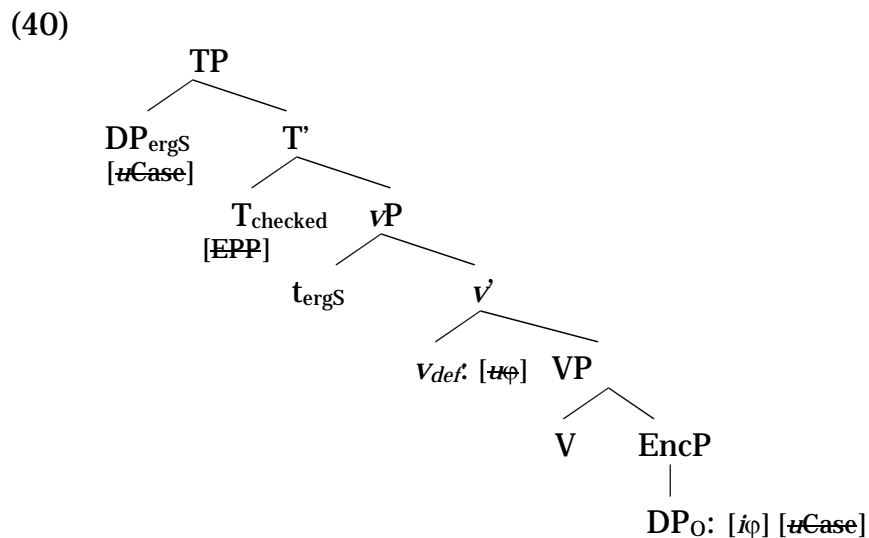 (40)
TP
DPergS T’
[uCase]
Tchecked vP
[EPP]
tergS v’
vdef: [uφ] VP
V EncP
DPO: [iφ] [uCase]